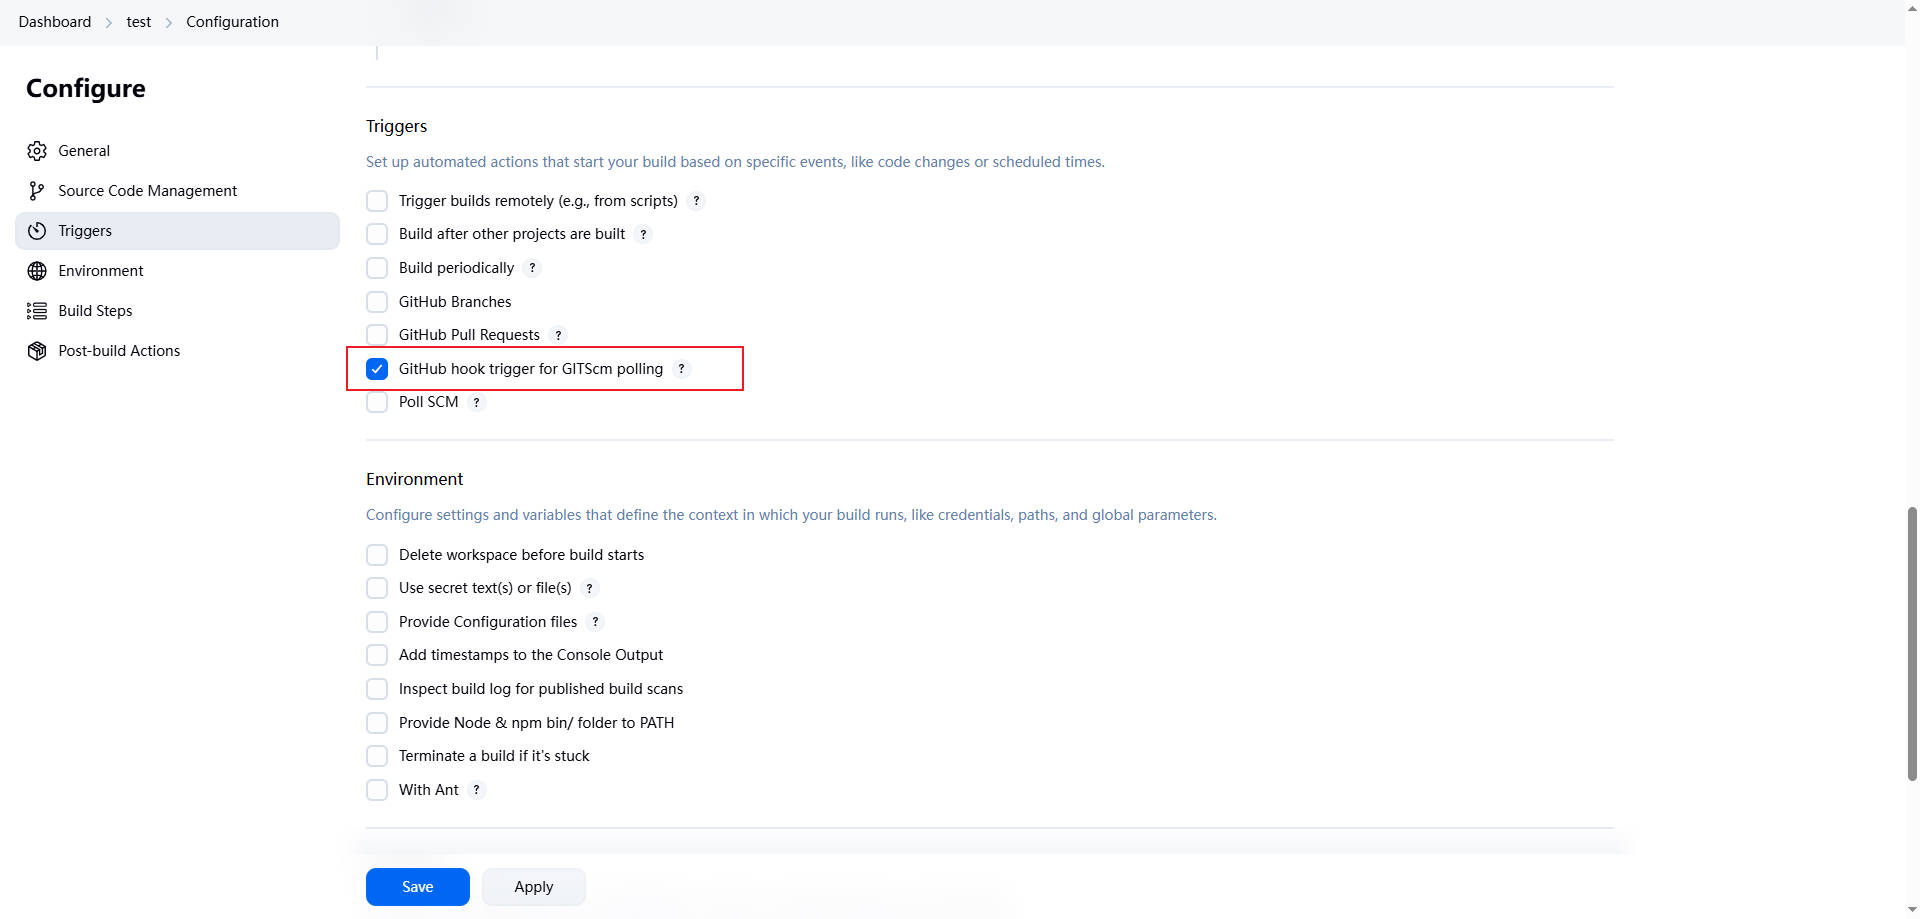 Dashboard > test > Configuration
Configure
General
Source Code Management
Triggers
Environment
Build Steps
Post-build Actions
Triggers
Set up automated actions that start your build based on specific events, like code changes or scheduled times.
Trigger builds remotely (e.g., from scripts) ?
Build after other projects are built ?
Build periodically ?
GitHub Branches
GitHub Pull Requests ?
GitHub hook trigger for GITScm polling ?
Poll SCM ?
Environment
Configure settings and variables that define the context in which your build runs, like credentials, paths, and global parameters.
Delete workspace before build starts
Use secret text(s) or file(s) ?
Provide Configuration files ?
Add timestamps to the Console Output
Inspect build log for published build scans
Provide Node & npm bin/ folder to PATH
Terminate a build if it's stuck
With Ant ?
Save Apply